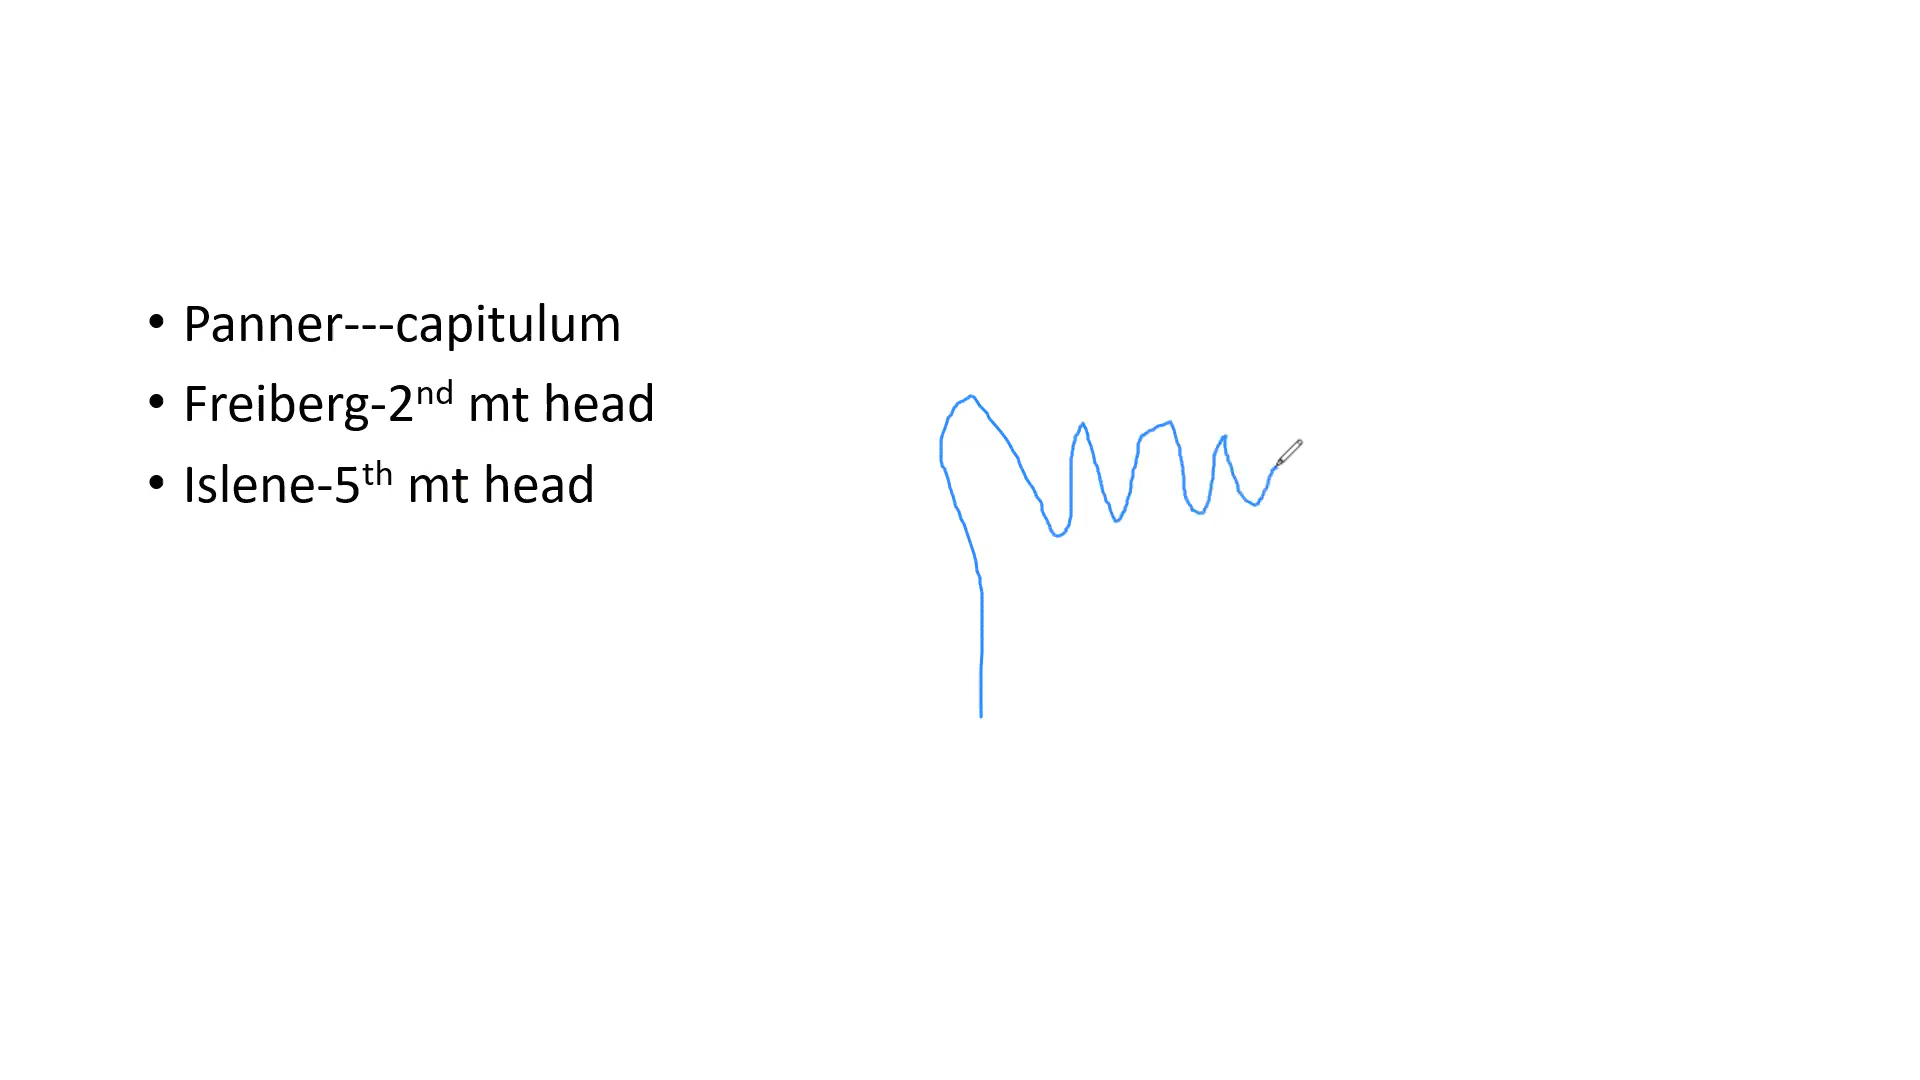 • Panner---capitulum
• Freiberg-2nd mt head
• Islene-5th mt head